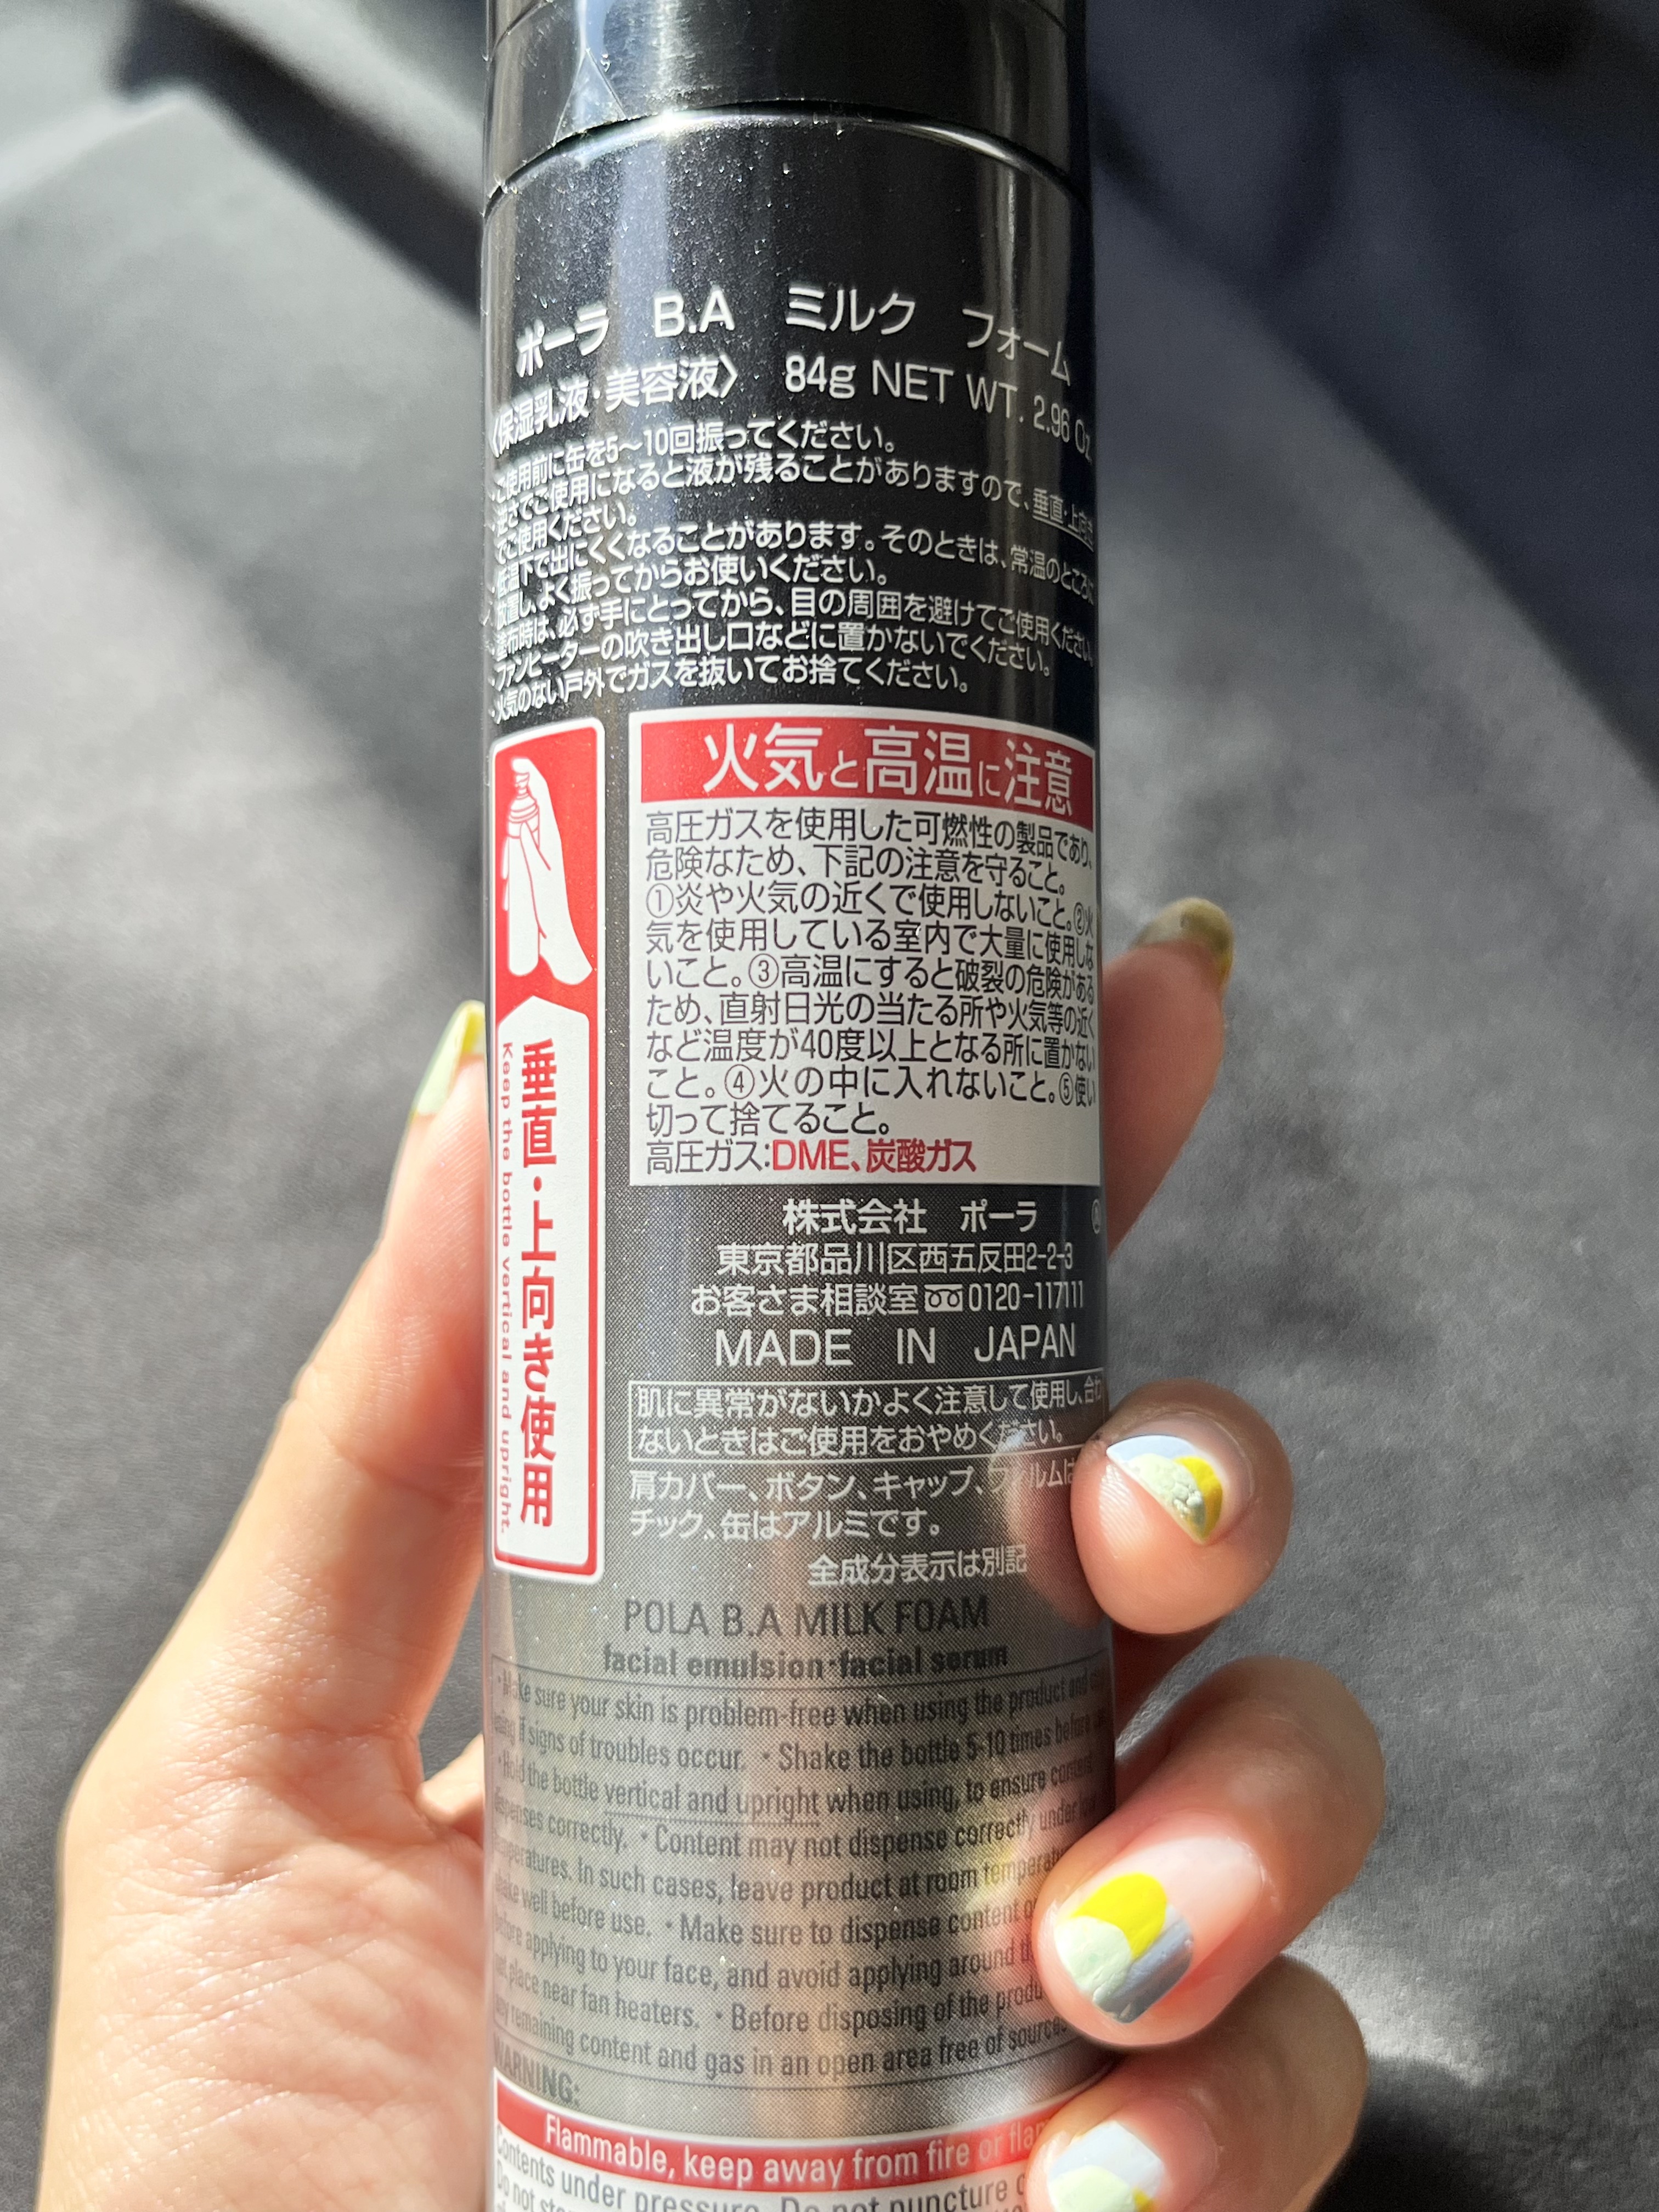 ポーラ B.A ミルク フォーム
〈保湿乳液・美容液〉 84g NET WT. 2.96 Oz.
・ご使用前に缶を5〜10回振ってください。
・逆さでご使用になると液が残ることがありますので、垂直・上向き
でご使用ください。
・低温下で出にくくなることがあります。そのときは、常温のところに
放置し、よく振ってからお使いください。
・塗布時は、必ず手にとってから、目の周囲を避けてご使用ください。
・ファンヒーターの吹き出し口などに置かないでください。
・火気のない戸外でガスを抜いてお捨てください。
火気と高温に注意
高圧ガスを使用した可燃性の製品であり、
危険なため、下記の注意を守ること。
①炎や火気の近くで使用しないこと。②火
気を使用している室内で大量に使用しな
いこと。③高温にすると破裂の危険がある
ため、直射日光の当たる所や火気等の近く
など温度が40度以上となる所に置かない
こと。④火の中に入れないこと。⑤使い
切って捨てること。
高圧ガス:DME、炭酸ガス
垂直・上向き使用
Keep the bottle vertical and upright.
株式会社 ポーラ
東京都品川区西五反田2-2-3
お客さま相談室 0120-117111
MADE IN JAPAN
肌に異常がないかよく注意して使用し、合わ
ないときはご使用をおやめください。
肩カバー、ボタン、キャップ、フィルムは
チック、缶はアルミです。
全成分表示は別記
POLA B.A MILK FOAM
facial emulsion・facial serum
・Make sure your skin is problem-free when using the product and
if signs of troubles occur. ・Shake the bottle 5-10 times before
・Hold the bottle vertical and upright when using, to ensure content
dispenses correctly. ・Content may not dispense correctly under low
temperatures. In such cases, leave product at room temperature
shake well before use. ・Make sure to dispense content
before applying to your face, and avoid applying around
not place near fan heaters. ・Before disposing of the
any remaining content and gas in an open area free of
WARNING:
Flammable, keep away from fire or
Contents under pressure. Do not puncture
Do not